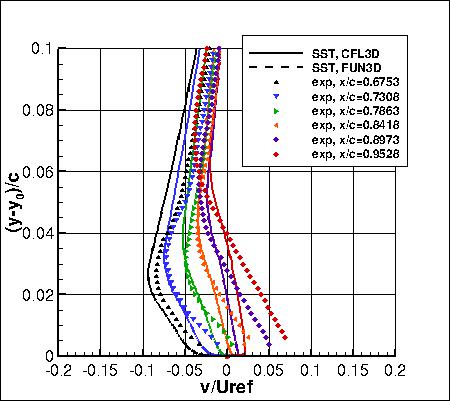 SST, CFL3D
SST, FUN3D
exp, x/c=0.6753
exp, x/c=0.7308
exp, x/c=0.7863
exp, x/c=0.8418
exp, x/c=0.8973
exp, x/c=0.9528
0.1
0.08
0.06
0.04
0.02
0
(y-y0)/c
-0.2 -0.15 -0.1 -0.05 0 0.05 0.1 0.15 0.2
v/Uref